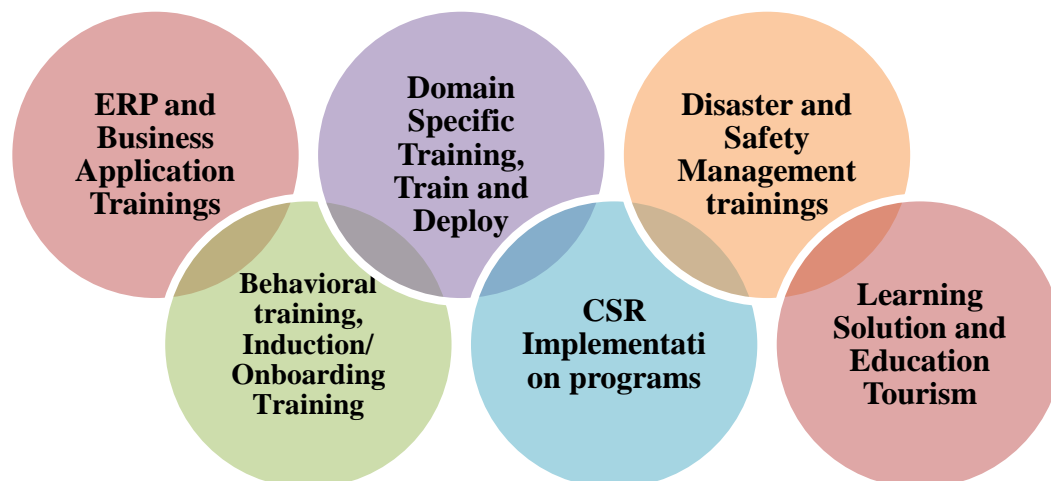 ERP and
Business
Application
Trainings
Behavioral
training,
Induction/
Onboarding
Training
Domain
Specific
Training,
Train and
Deploy
CSR
Implementati
on programs
Disaster and
Safety
Management
trainings
Learning
Solution and
Education
Tourism